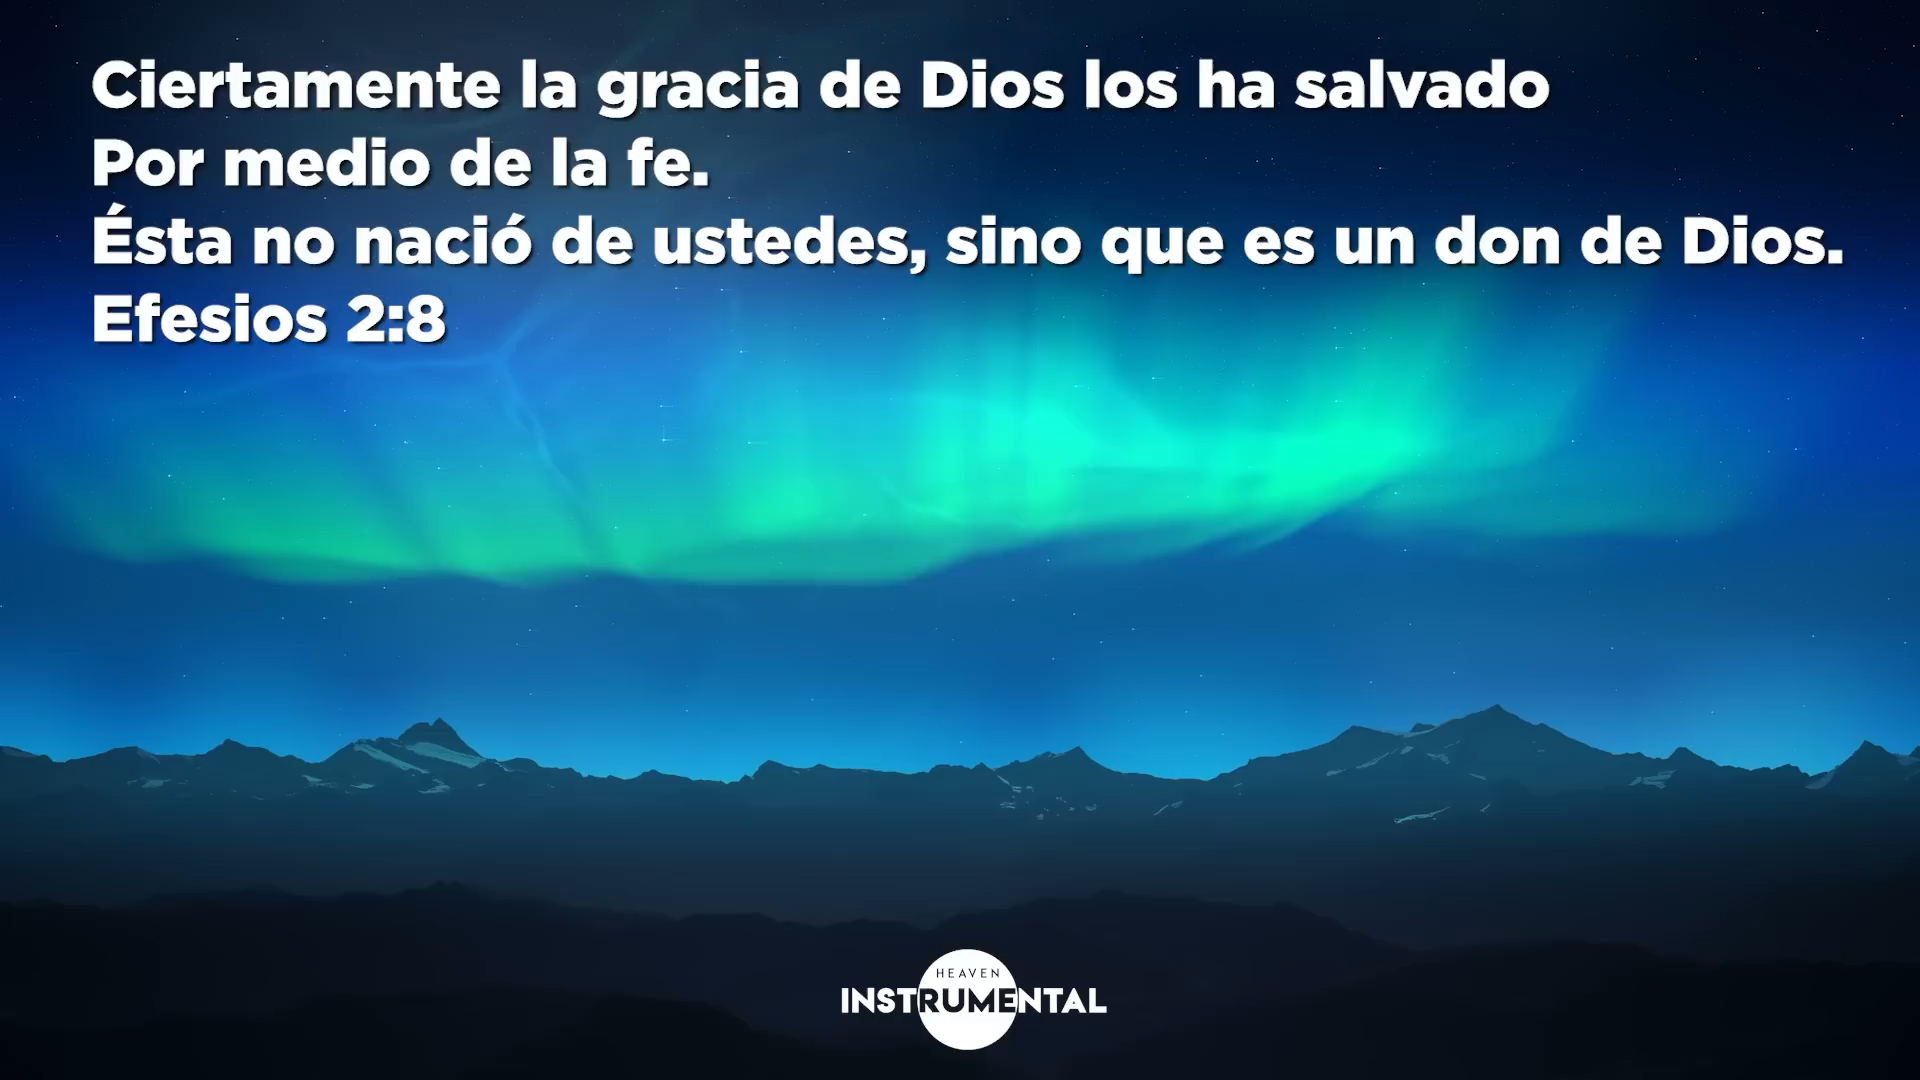 Ciertamente la gracia de Dios los ha salvado
Por medio de la fe.
Ésta no nació de ustedes, sino que es un don de Dios.
Efesios 2:8
HEAVEN
INSTRUMENTAL